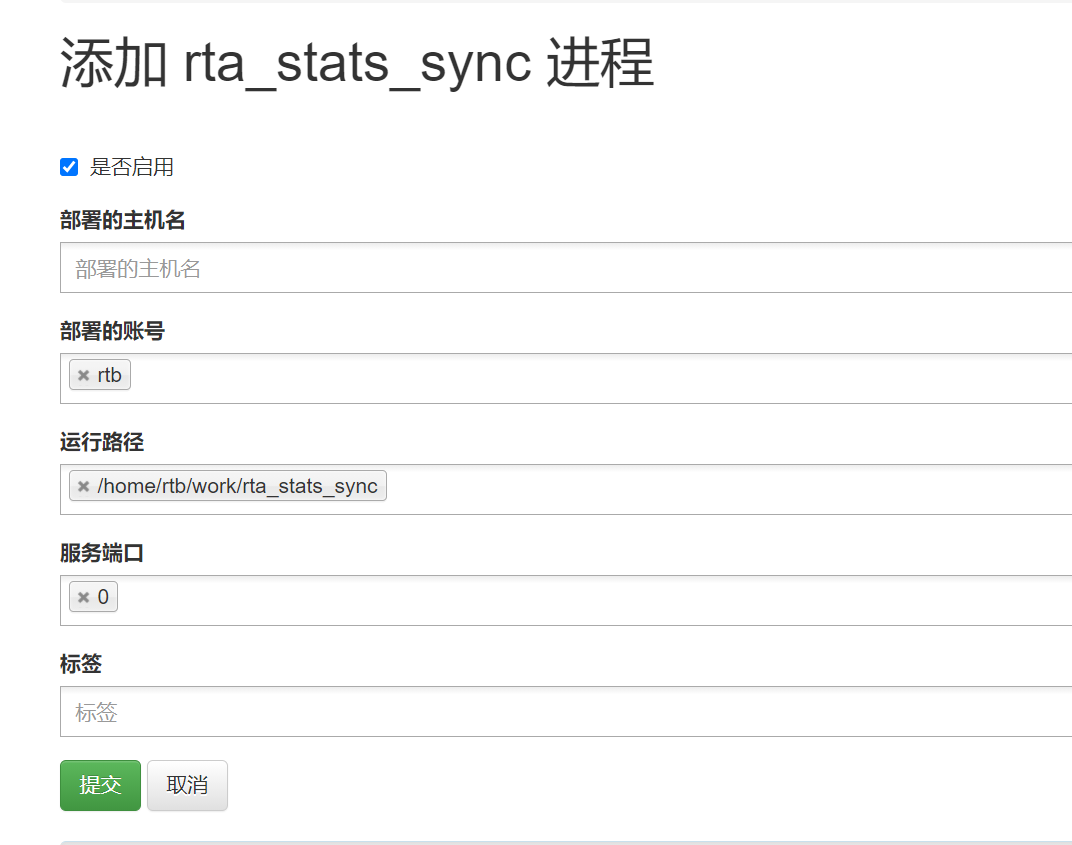 添加 rta_stats_sync 进程
是否启用
部署的主机名
部署的主机名
部署的账号
× rtb
运行路径
× /home/rtb/work/rta_stats_sync
服务端口
× 0
标签
标签
提交 取消